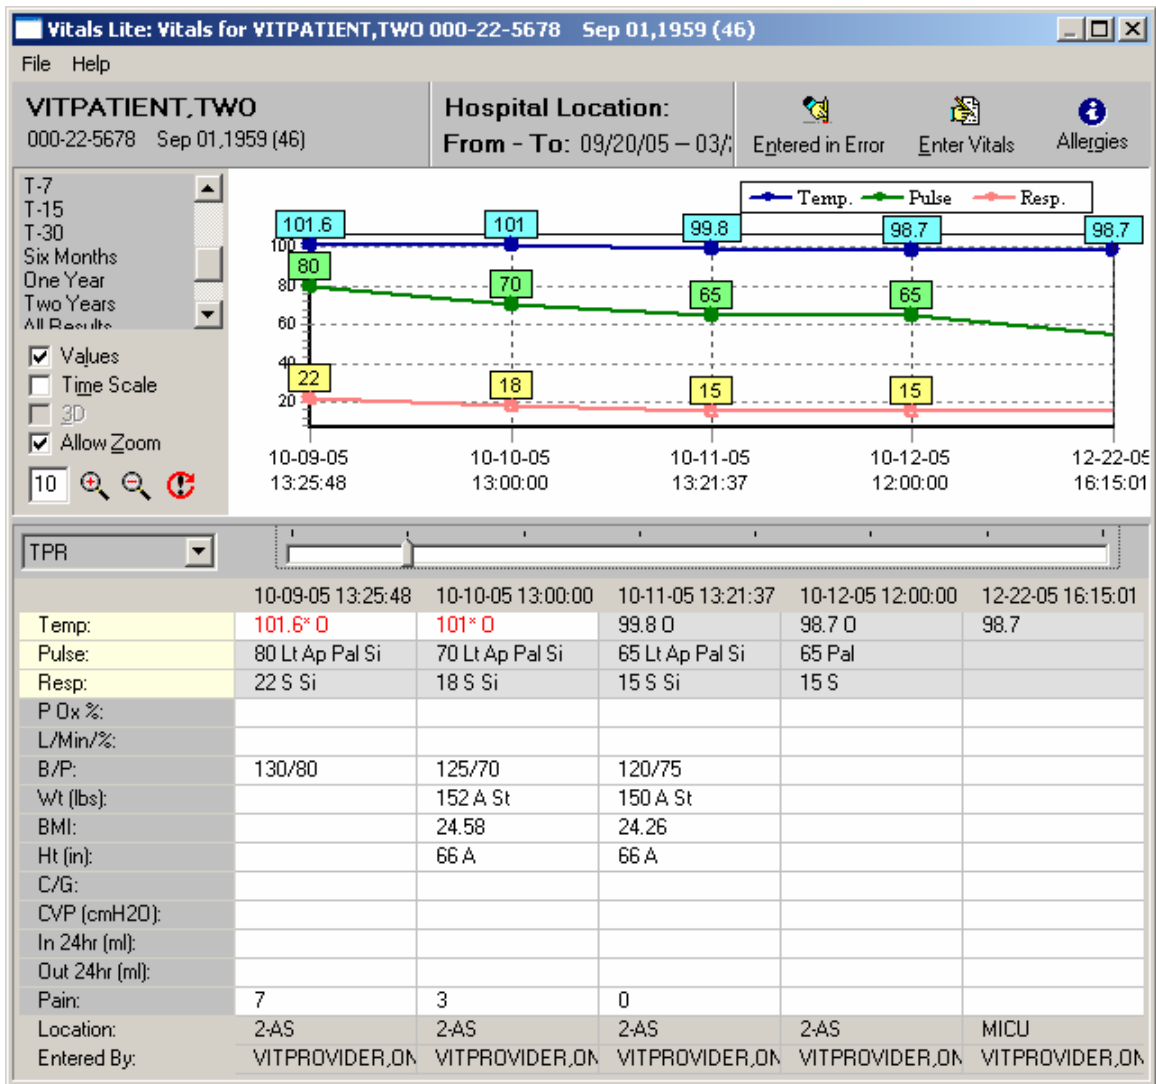 Vitals Lite: Vitals for VITPATIENT,TWO 000-22-5678 Sep 01,1959 (46)
File Help
VITPATIENT,TWO
000-22-5678 Sep 01,1959 (46)
Hospital Location:
From - To: 09/20/05 – 03/
Entered in Error
Enter Vitals
Allergies
T-7
T-15
T-30
Six Months
One Year
Two Years
All Results
Values
Time Scale
3D
Allow Zoom
10
Temp. Pulse Resp.
101.6 101 99.8 98.7 98.7
100
80 70 65 65
80
60
40
22 18 15 15
20
10-09-05 10-10-05 10-11-05 10-12-05 12-22-05
13:25:48 13:00:00 13:21:37 12:00:00 16:15:01
TPR
10-09-05 13:25:48 10-10-05 13:00:00 10-11-05 13:21:37 10-12-05 12:00:00 12-22-05 16:15:01
Temp: 101.6* O 101* O 99.8 O 98.7 O 98.7
Pulse: 80 Lt Ap Pal Si 70 Lt Ap Pal Si 65 Lt Ap Pal Si 65 Pal
Resp: 22 S Si 18 S Si 15 S Si 15 S
P Ox %:
L/Min/%:
B/P: 130/80 125/70 120/75
Wt (lbs): 152 A St 150 A St
BMI: 24.58 24.26
Ht (in): 66 A 66 A
C/G:
CVP (cmH2O):
In 24hr (ml):
Out 24hr (ml):
Pain: 7 3 0
Location: 2-AS 2-AS 2-AS 2-AS MICU
Entered By: VITPROVIDER,ON VITPROVIDER,ON VITPROVIDER,ON VITPROVIDER,ON VITPROVIDER,ON